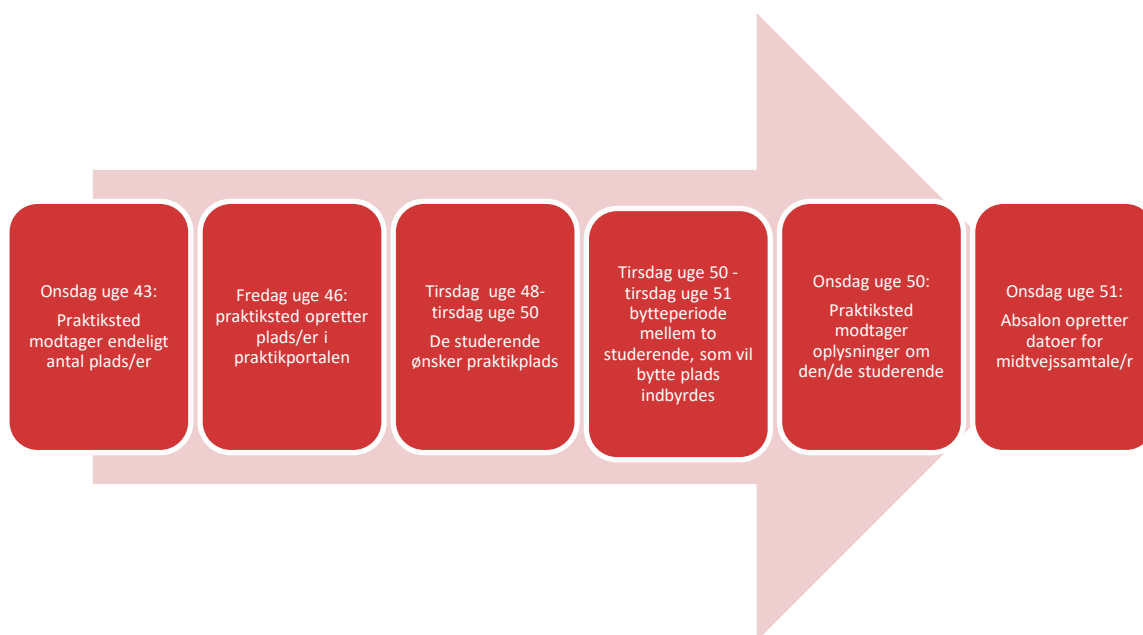 Onsdag uge 43:
Praktiksted
modtager endeligt
antal plads/er
Fredag uge 46:
praktiksted opretter
plads/er i
praktikportalen
Tirsdag uge 48-
tirsdag uge 50
De studerende
ønsker praktikplads
Tirsdag uge 50 -
tirsdag uge 51
bytteperiode
mellem to
studerende, som vil
bytte plads
indbyrdes
Onsdag uge 50:
Praktiksted
modtager
oplysninger om
den/de studerende
Onsdag uge 51:
Absalon opretter
datoer for
midtvejssamtale/r